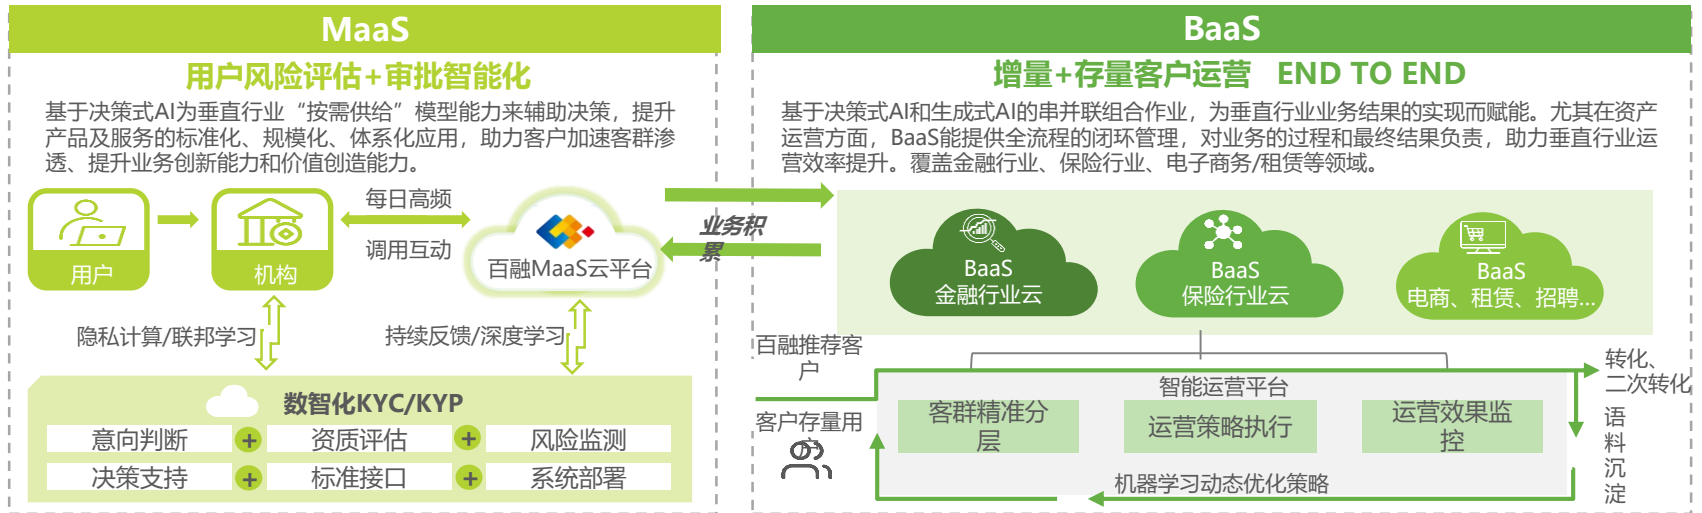 MaaS
用户风险评估+审批智能化
基于决策式AI为垂直行业“按需供给”模型能力来辅助决策，提升
产品及服务的标准化、规模化、体系化应用，助力客户加速客群渗
透、提升业务创新能力和价值创造能力。
用户
机构
每日高频
调用互动
百融MaaS云平台
隐私计算/联邦学习
持续反馈/深度学习
数智化KYC/KYP
意向判断
+
资质评估
+
风险监测
决策支持
+
标准接口
+
系统部署
业务积
累
BaaS
增量+存量客户运营 END TO END
基于决策式AI和生成式AI的串并联组合作业，为垂直行业业务结果的实现而赋能。尤其在资产
运营方面，BaaS能提供全流程的闭环管理，对业务的过程和最终结果负责，助力垂直行业运
营效率提升。覆盖金融行业、保险行业、电子商务/租赁等领域。
BaaS
金融行业云
BaaS
保险行业云
BaaS
电商、租赁、招聘...
百融推荐客
户
客户存量用
户
智能运营平台
客群精准分
层
运营策略执行
运营效果监
控
机器学习动态优化策略
转化、
二次转化
语
料
沉
淀